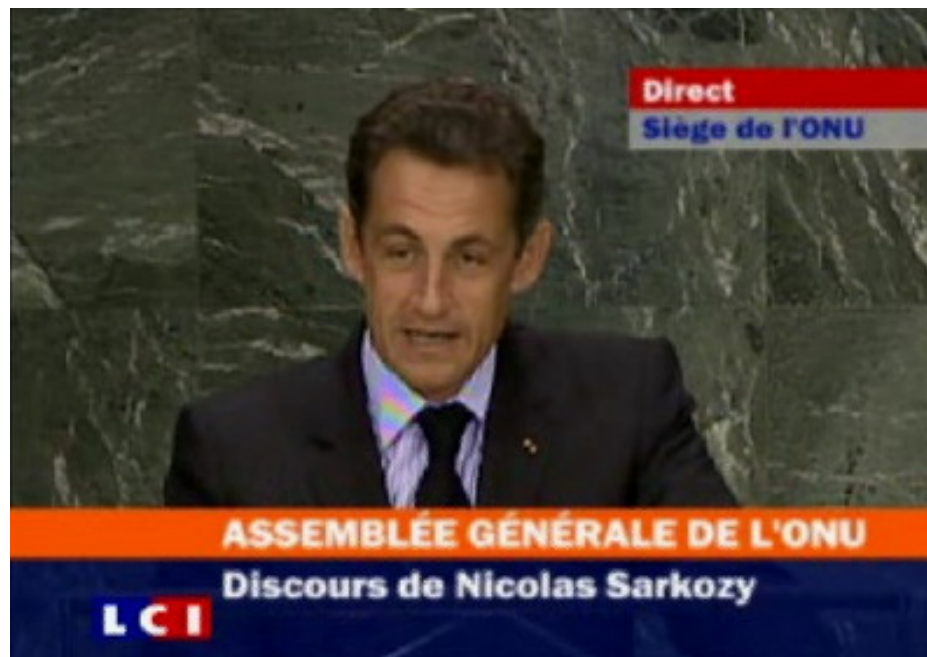 Direct
Siège de l'ONU
ASSEMBLÉE GÉNÉRALE DE L'ONU
Discours de Nicolas Sarkozy
LCI